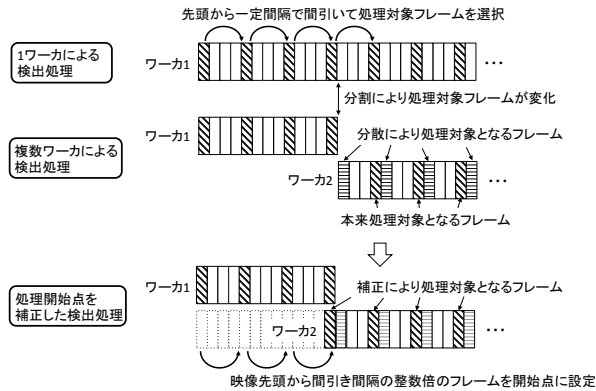 先頭から一定間隔で間引いて処理対象フレームを選択
1ワーカによる
検出処理
ワーカ1
…
分割により処理対象フレームが変化
ワーカ1
複数ワーカによる
検出処理
分散により処理対象となるフレーム
ワーカ2
…
本来処理対象となるフレーム
ワーカ1
補正により処理対象となるフレーム
処理開始点を
補正した検出処理
ワーカ2
…
映像先頭から間引き間隔の整数倍のフレームを開始点に設定